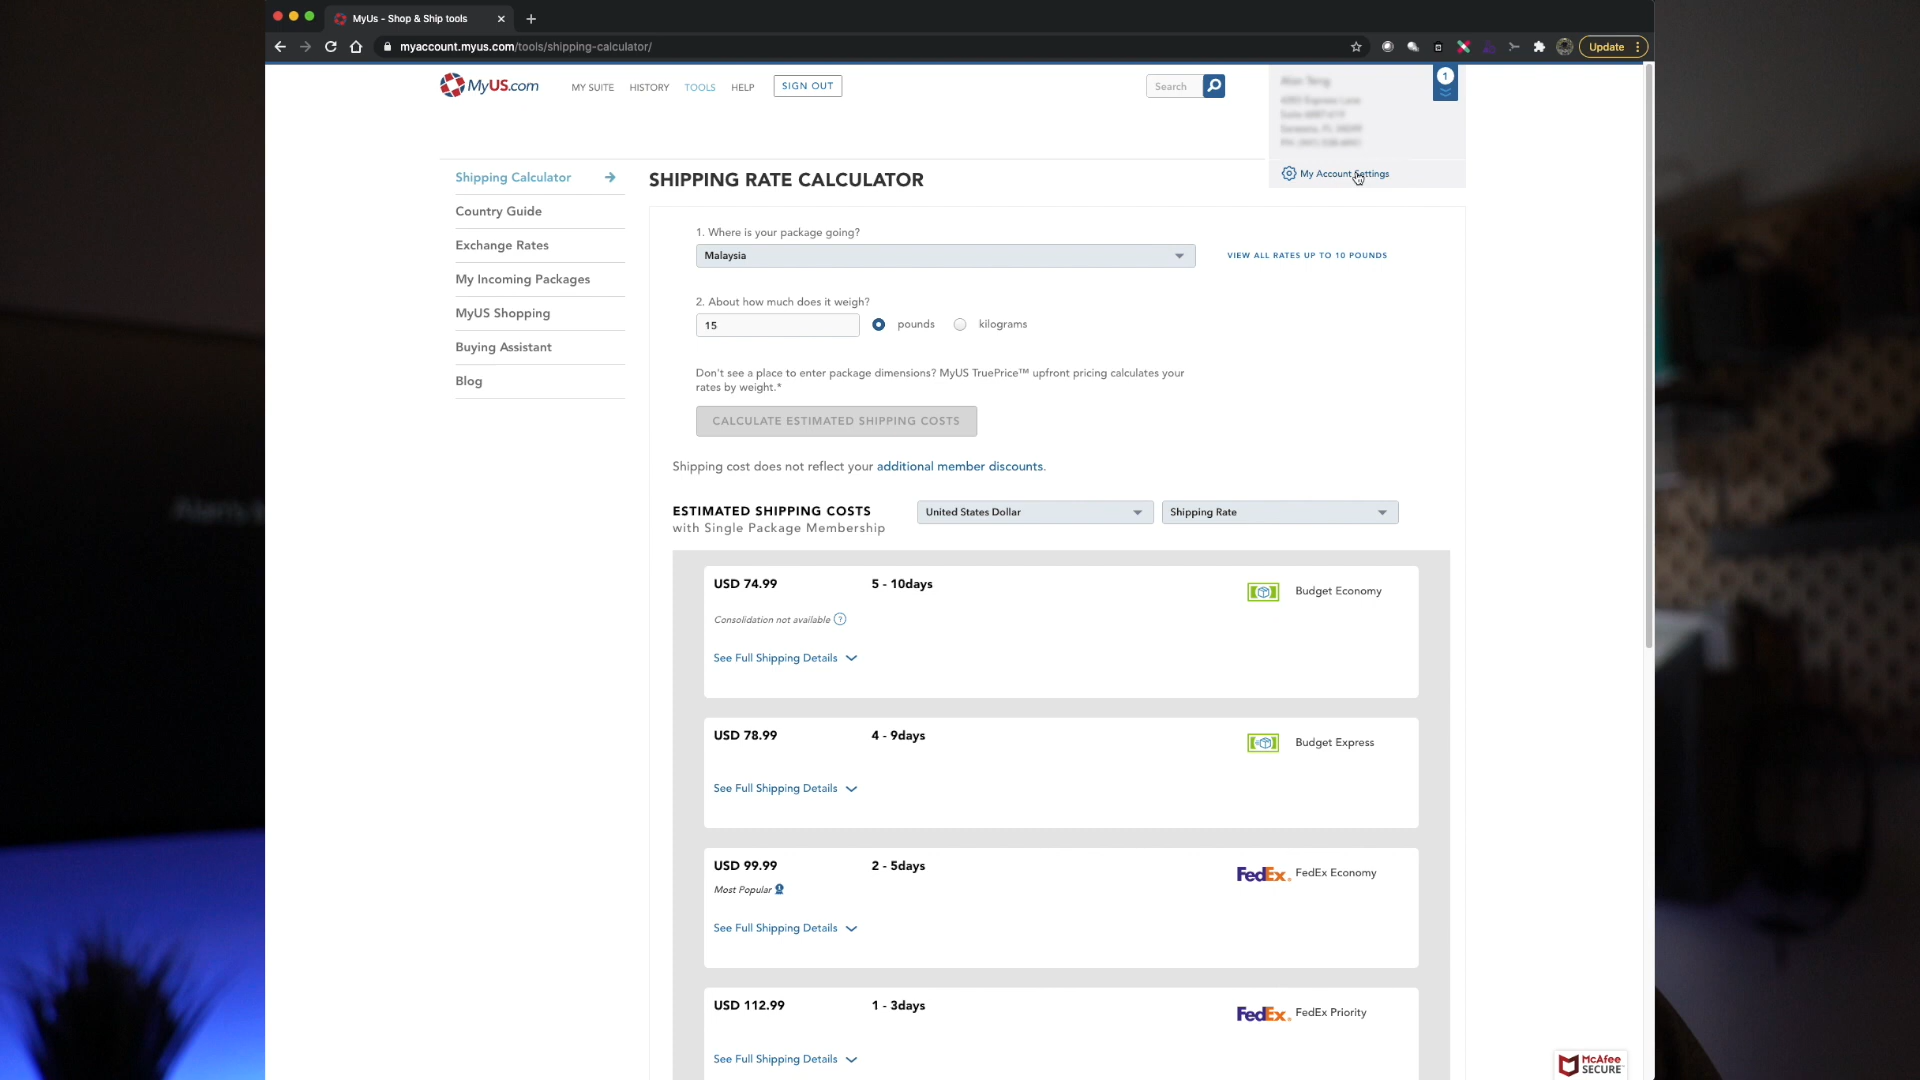 MyUs - Shop & Ship tools
myaccount.myus.com/tools/shipping-calculator/
Update
MyUS.com
MY SUITE
HISTORY
TOOLS
HELP
SIGN OUT
Search
1
My Account Settings
Shipping Calculator
Country Guide
Exchange Rates
My Incoming Packages
MyUS Shopping
Buying Assistant
Blog
SHIPPING RATE CALCULATOR
1. Where is your package going?
Malaysia
VIEW ALL RATES UP TO 10 POUNDS
2. About how much does it weigh?
15
pounds
kilograms
Don't see a place to enter package dimensions? MyUS TruePrice™ upfront pricing calculates your
rates by weight.*
CALCULATE ESTIMATED SHIPPING COSTS
Shipping cost does not reflect your additional member discounts.
ESTIMATED SHIPPING COSTS
with Single Package Membership
United States Dollar
Shipping Rate
USD 74.99
5 - 10days
Budget Economy
Consolidation not available ?
See Full Shipping Details
USD 78.99
4 - 9days
Budget Express
See Full Shipping Details
USD 99.99
2 - 5days
FedEx. FedEx Economy
Most Popular
See Full Shipping Details
USD 112.99
1 - 3days
FedEx. FedEx Priority
See Full Shipping Details
McAfee
SECURE